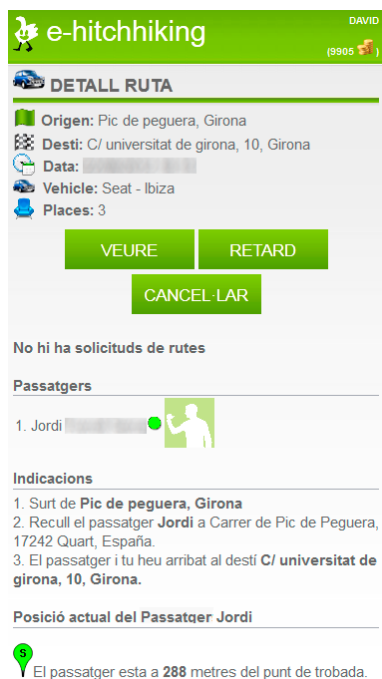 e-hitchhiking
DAVID
(9905 )
DETALL RUTA
Origen: Pic de peguera, Girona
Desti: C/ universitat de girona, 10, Girona
Data:
Vehicle: Seat - Ibiza
Places: 3
VEURE RETARD
CANCEL·LAR
No hi ha solicituds de rutes
Passatgers
1. Jordi
Indicacions
1. Surt de Pic de peguera, Girona
2. Recull el passatger Jordi a Carrer de Pic de Peguera,
17242 Quart, España.
3. El passatger i tu heu arribat al destí C/ universitat de
girona, 10, Girona.
Posició actual del Passatger Jordi
S
El passatger esta a 288 metres del punt de trobada.